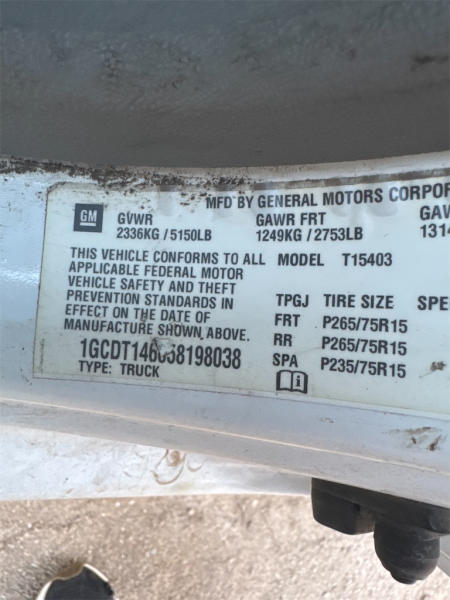 MFD BY GENERAL MOTORS CORPOR
GM GVWR GAWR FRT GAW
2336KG / 5150LB 1249KG / 2753LB 1314
THIS VEHICLE CONFORMS TO ALL MODEL T15403
APPLICABLE FEDERAL MOTOR
VEHICLE SAFETY AND THEFT
PREVENTION STANDARDS IN TPGJ TIRE SIZE SPE
EFFECT ON THE DATE OF FRT P265/75R15
MANUFACTURE SHOWN ABOVE. RR P265/75R15
SPA P235/75R15
TYPE: TRUCK